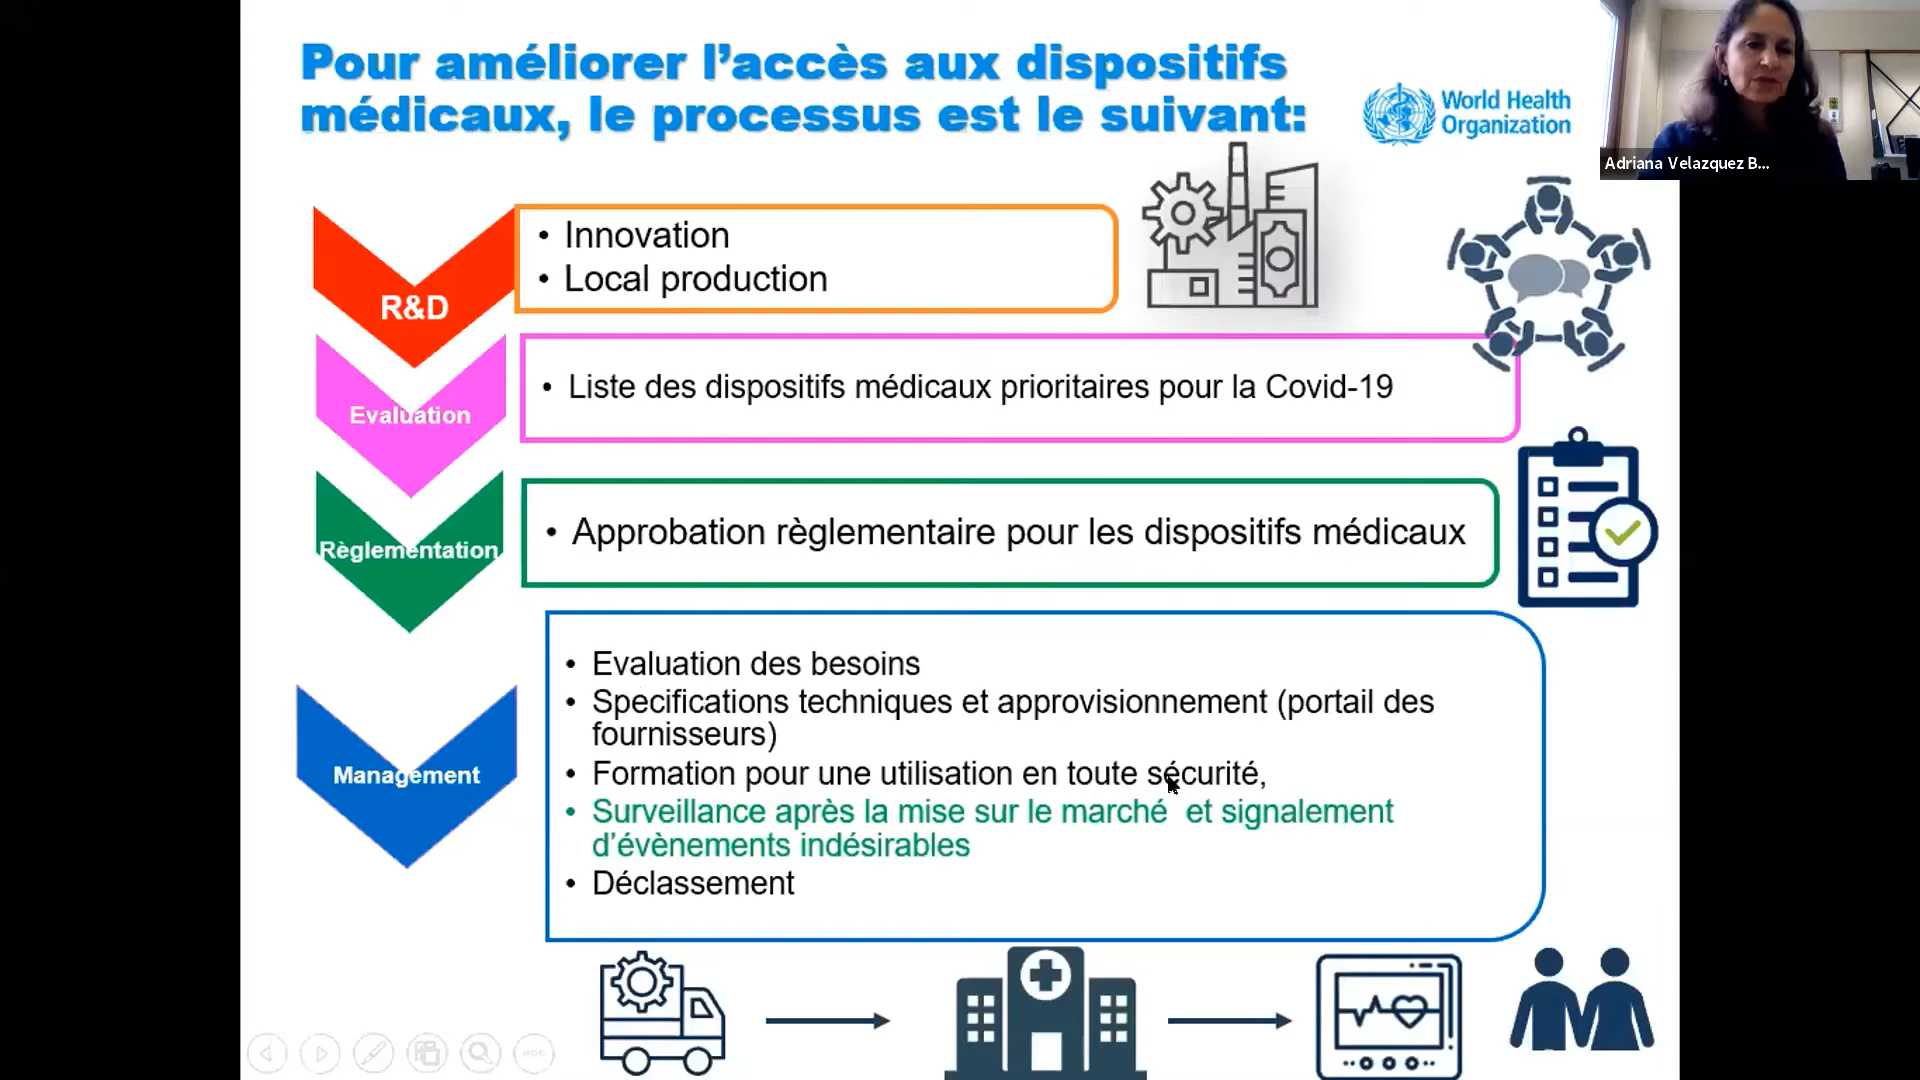 Pour améliorer l’accès aux dispositifs
médicaux, le processus est le suivant:
World Health
Organization
Adriana Velazquez B...
R&D
• Innovation
• Local production
Evaluation
• Liste des dispositifs médicaux prioritaires pour la Covid-19
Règlementation
• Approbation règlementaire pour les dispositifs médicaux
Management
• Evaluation des besoins
• Specifications techniques et approvisionnement (portail des
fournisseurs)
• Formation pour une utilisation en toute sécurité,
• Surveillance après la mise sur le marché  et signalement
d’évènements indésirables
• Déclassement